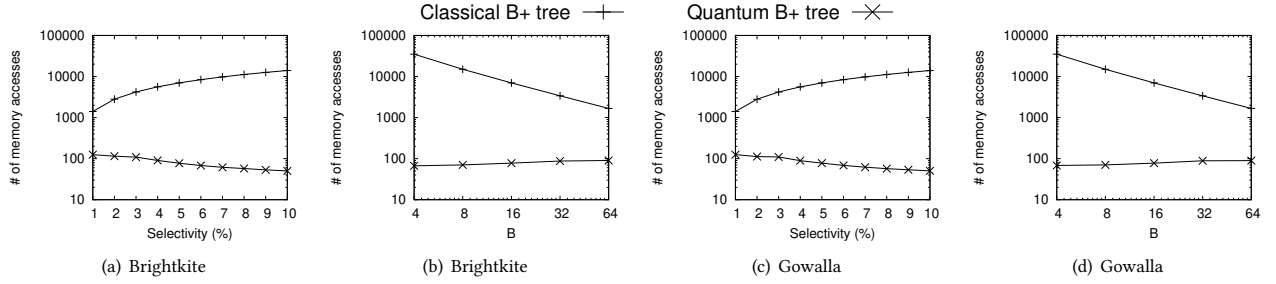 Classical B+ tree Quantum B+ tree
# of memory accesses
100000
10000
1000
100
10
1 2 3 4 5 6 7 8 9 10
Selectivity (%)
(a) Brightkite
# of memory accesses
100000
10000
1000
100
10
4 8 16 32 64
B
(b) Brightkite
# of memory accesses
100000
10000
1000
100
10
1 2 3 4 5 6 7 8 9 10
Selectivity (%)
(c) Gowalla
# of memory accesses
100000
10000
1000
100
10
4 8 16 32 64
B
(d) Gowalla